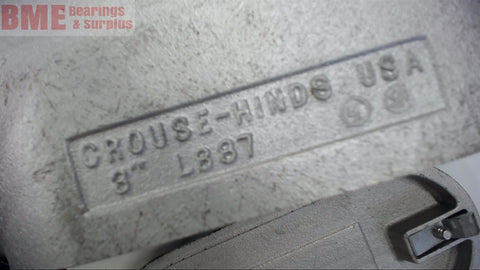 BME Bearings
& Surplus
CROUSE-HINDS USA
3" LB87